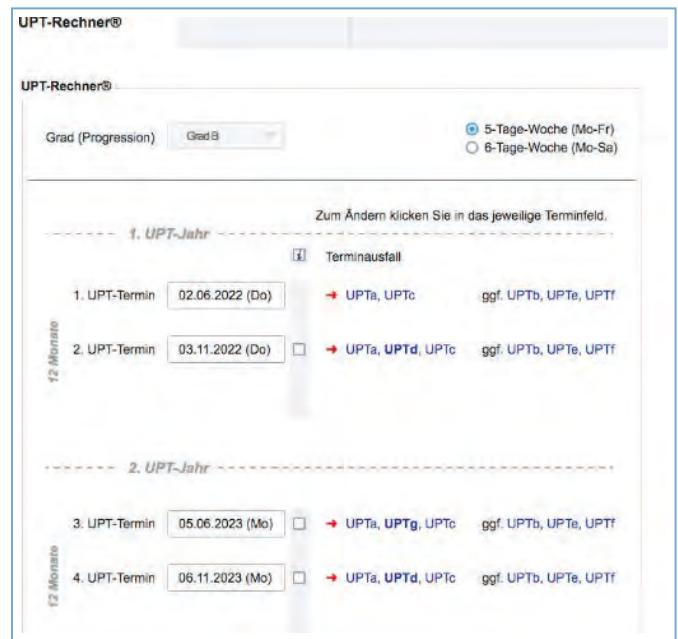 UPT-Rechner®
UPT-Rechner®
Grad (Progression) Grad B 5-Tage-Woche (Mo-Fr)
6-Tage-Woche (Mo-Sa)
Zum Ändern klicken Sie in das jeweilige Terminfeld.
1. UPT-Jahr
i Terminausfall
1. UPT-Termin 02.06.2022 (Do) → UPTa, UPTc ggf. UPTb, UPTe, UPTf
2. UPT-Termin 03.11.2022 (Do) → UPTa, UPTd, UPTc ggf. UPTb, UPTe, UPTf
12 Monate
2. UPT-Jahr
3. UPT-Termin 05.06.2023 (Mo) → UPTa, UPTg, UPTc ggf. UPTb, UPTe, UPTf
4. UPT-Termin 06.11.2023 (Mo) → UPTa, UPTd, UPTc ggf. UPTb, UPTe, UPTf
12 Monate